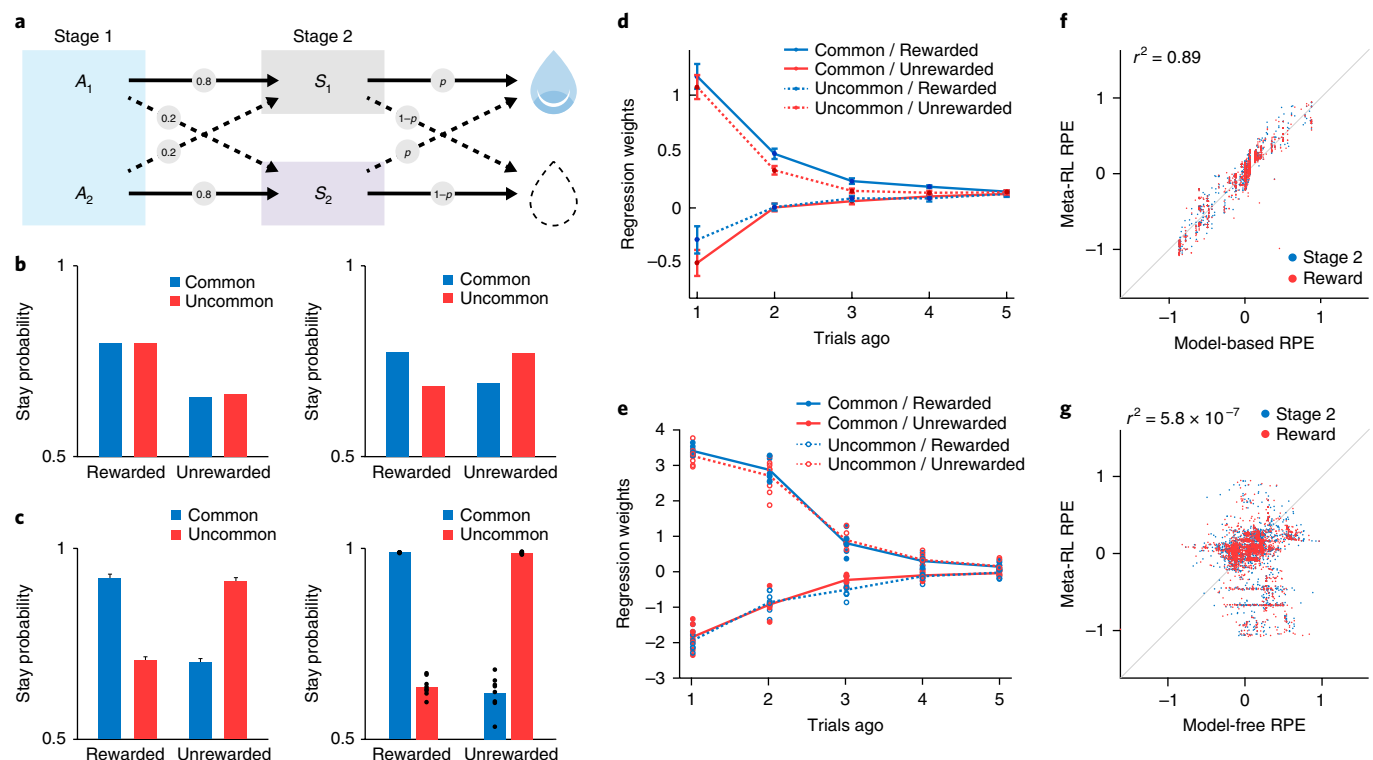 a
Stage 1
Stage 2
A1
0.8
S1
p
0.2
1–p
0.2
p
A2
0.8
S2
1–p
b
1
Common
Uncommon
Stay probability
0.5
Rewarded
Unrewarded
1
Common
Uncommon
Stay probability
0.5
Rewarded
Unrewarded
c
Common
Uncommon
1
Stay probability
0.5
Rewarded
Unrewarded
Common
Uncommon
1
Stay probability
0.5
Rewarded
Unrewarded
d
Common / Rewarded
Common / Unrewarded
Uncommon / Rewarded
Uncommon / Unrewarded
Regression weights
1
0.5
0
–0.5
1 2 3 4 5
Trials ago
e
Common / Rewarded
Common / Unrewarded
Uncommon / Rewarded
Uncommon / Unrewarded
Regression weights
4
3
2
1
0
–1
–2
–3
1 2 3 4 5
Trials ago
f
r² = 0.89
Meta-RL RPE
1
0
–1
Stage 2
Reward
–1 0 1
Model-based RPE
g
r² = 5.8 × 10⁻⁷
Stage 2
Reward
Meta-RL RPE
1
0
–1
–1 0 1
Model-free RPE